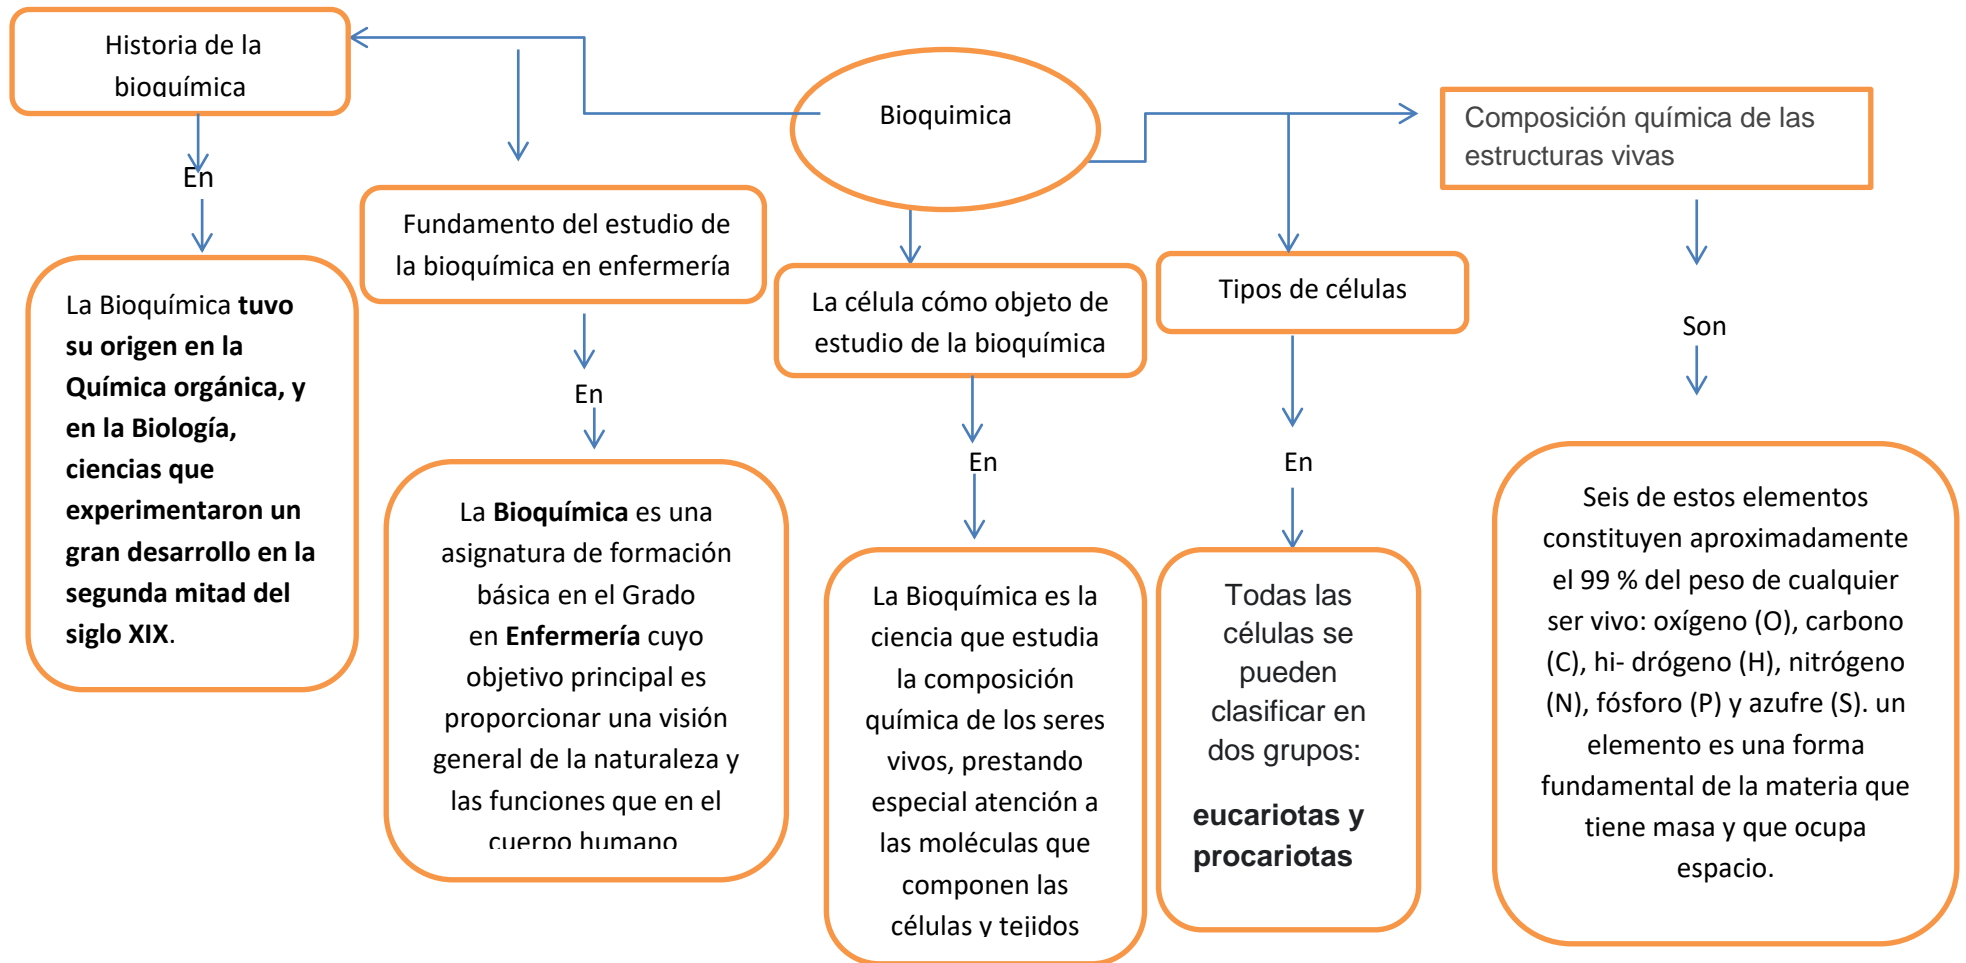 Historia de la
bioquímica
Bioquimica
Composición química de las
estructuras vivas
En
Fundamento del estudio de
la bioquímica en enfermería
La célula cómo objeto de
estudio de la bioquímica
Tipos de células
Son
La Bioquímica tuvo
su origen en la
Química orgánica, y
en la Biología,
ciencias que
experimentaron un
gran desarrollo en la
segunda mitad del
siglo XIX.
En
En
En
La Bioquímica es una
asignatura de formación
básica en el Grado
en Enfermería cuyo
objetivo principal es
proporcionar una visión
general de la naturaleza y
las funciones que en el
cuerpo humano
La Bioquímica es la
ciencia que estudia
la composición
química de los seres
vivos, prestando
especial atención a
las moléculas que
componen las
células y tejidos
Todas las
células se
pueden
clasificar en
dos grupos:
eucariotas y
procariotas
Seis de estos elementos
constituyen aproximadamente
el 99 % del peso de cualquier
ser vivo: oxígeno (O), carbono
(C), hi- drógeno (H), nitrógeno
(N), fósforo (P) y azufre (S). un
elemento es una forma
fundamental de la materia que
tiene masa y que ocupa
espacio.